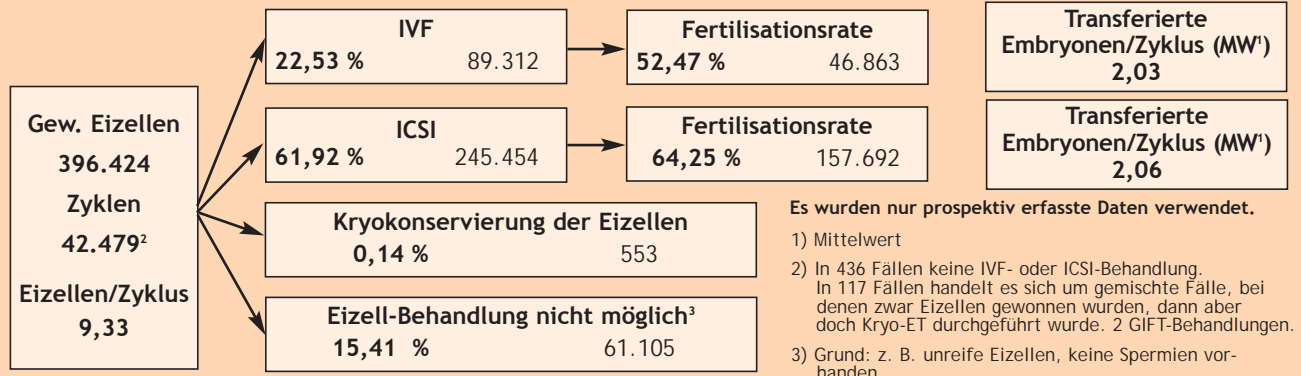 Gew. Eizellen
396.424
Zyklen
42.479²
Eizellen/Zyklus
9,33
IVF
22,53 % 89.312
Fertilisationsrate
52,47 % 46.863
Transferierte
Embryonen/Zyklus (MW¹)
2,03
ICSI
61,92 % 245.454
Fertilisationsrate
64,25 % 157.692
Transferierte
Embryonen/Zyklus (MW¹)
2,06
Kryokonservierung der Eizellen
0,14 % 553
Eizell-Behandlung nicht möglich³
15,41 % 61.105
Es wurden nur prospektiv erfasste Daten verwendet.
1) Mittelwert
2) In 436 Fällen keine IVF- oder ICSI-Behandlung.
In 117 Fällen handelt es sich um gemischte Fälle, bei
denen zwar Eizellen gewonnen wurden, dann aber
doch Kryo-ET durchgeführt wurde. 2 GIFT-Behandlungen.
3) Grund: z. B. unreife Eizellen, keine Spermien vor-
handen